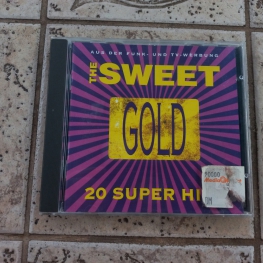 AUS DER FUNK- UND TV-WERBUNG
THE SWEET
GOLD
20 SUPER HI